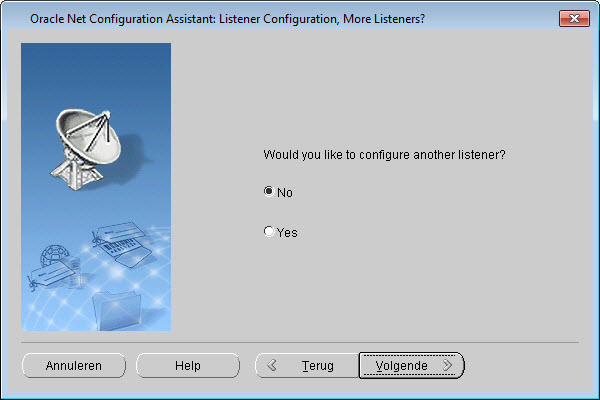 Oracle Net Configuration Assistant: Listener Configuration, More Listeners?
Would you like to configure another listener?
No
Yes
Annuleren
Help
Terug
Volgende